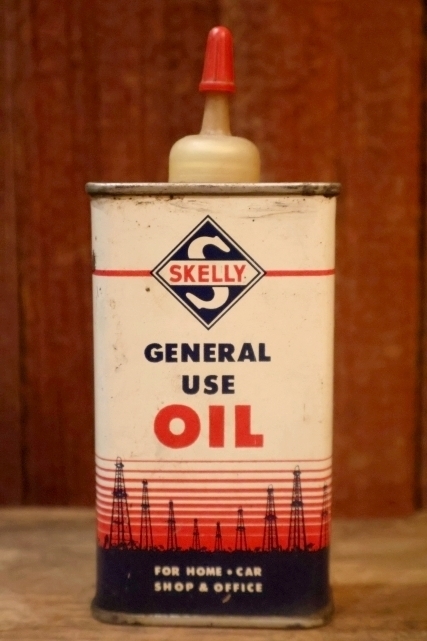 S
SKELLY
GENERAL
USE
OIL
FOR HOME • CAR
SHOP & OFFICE